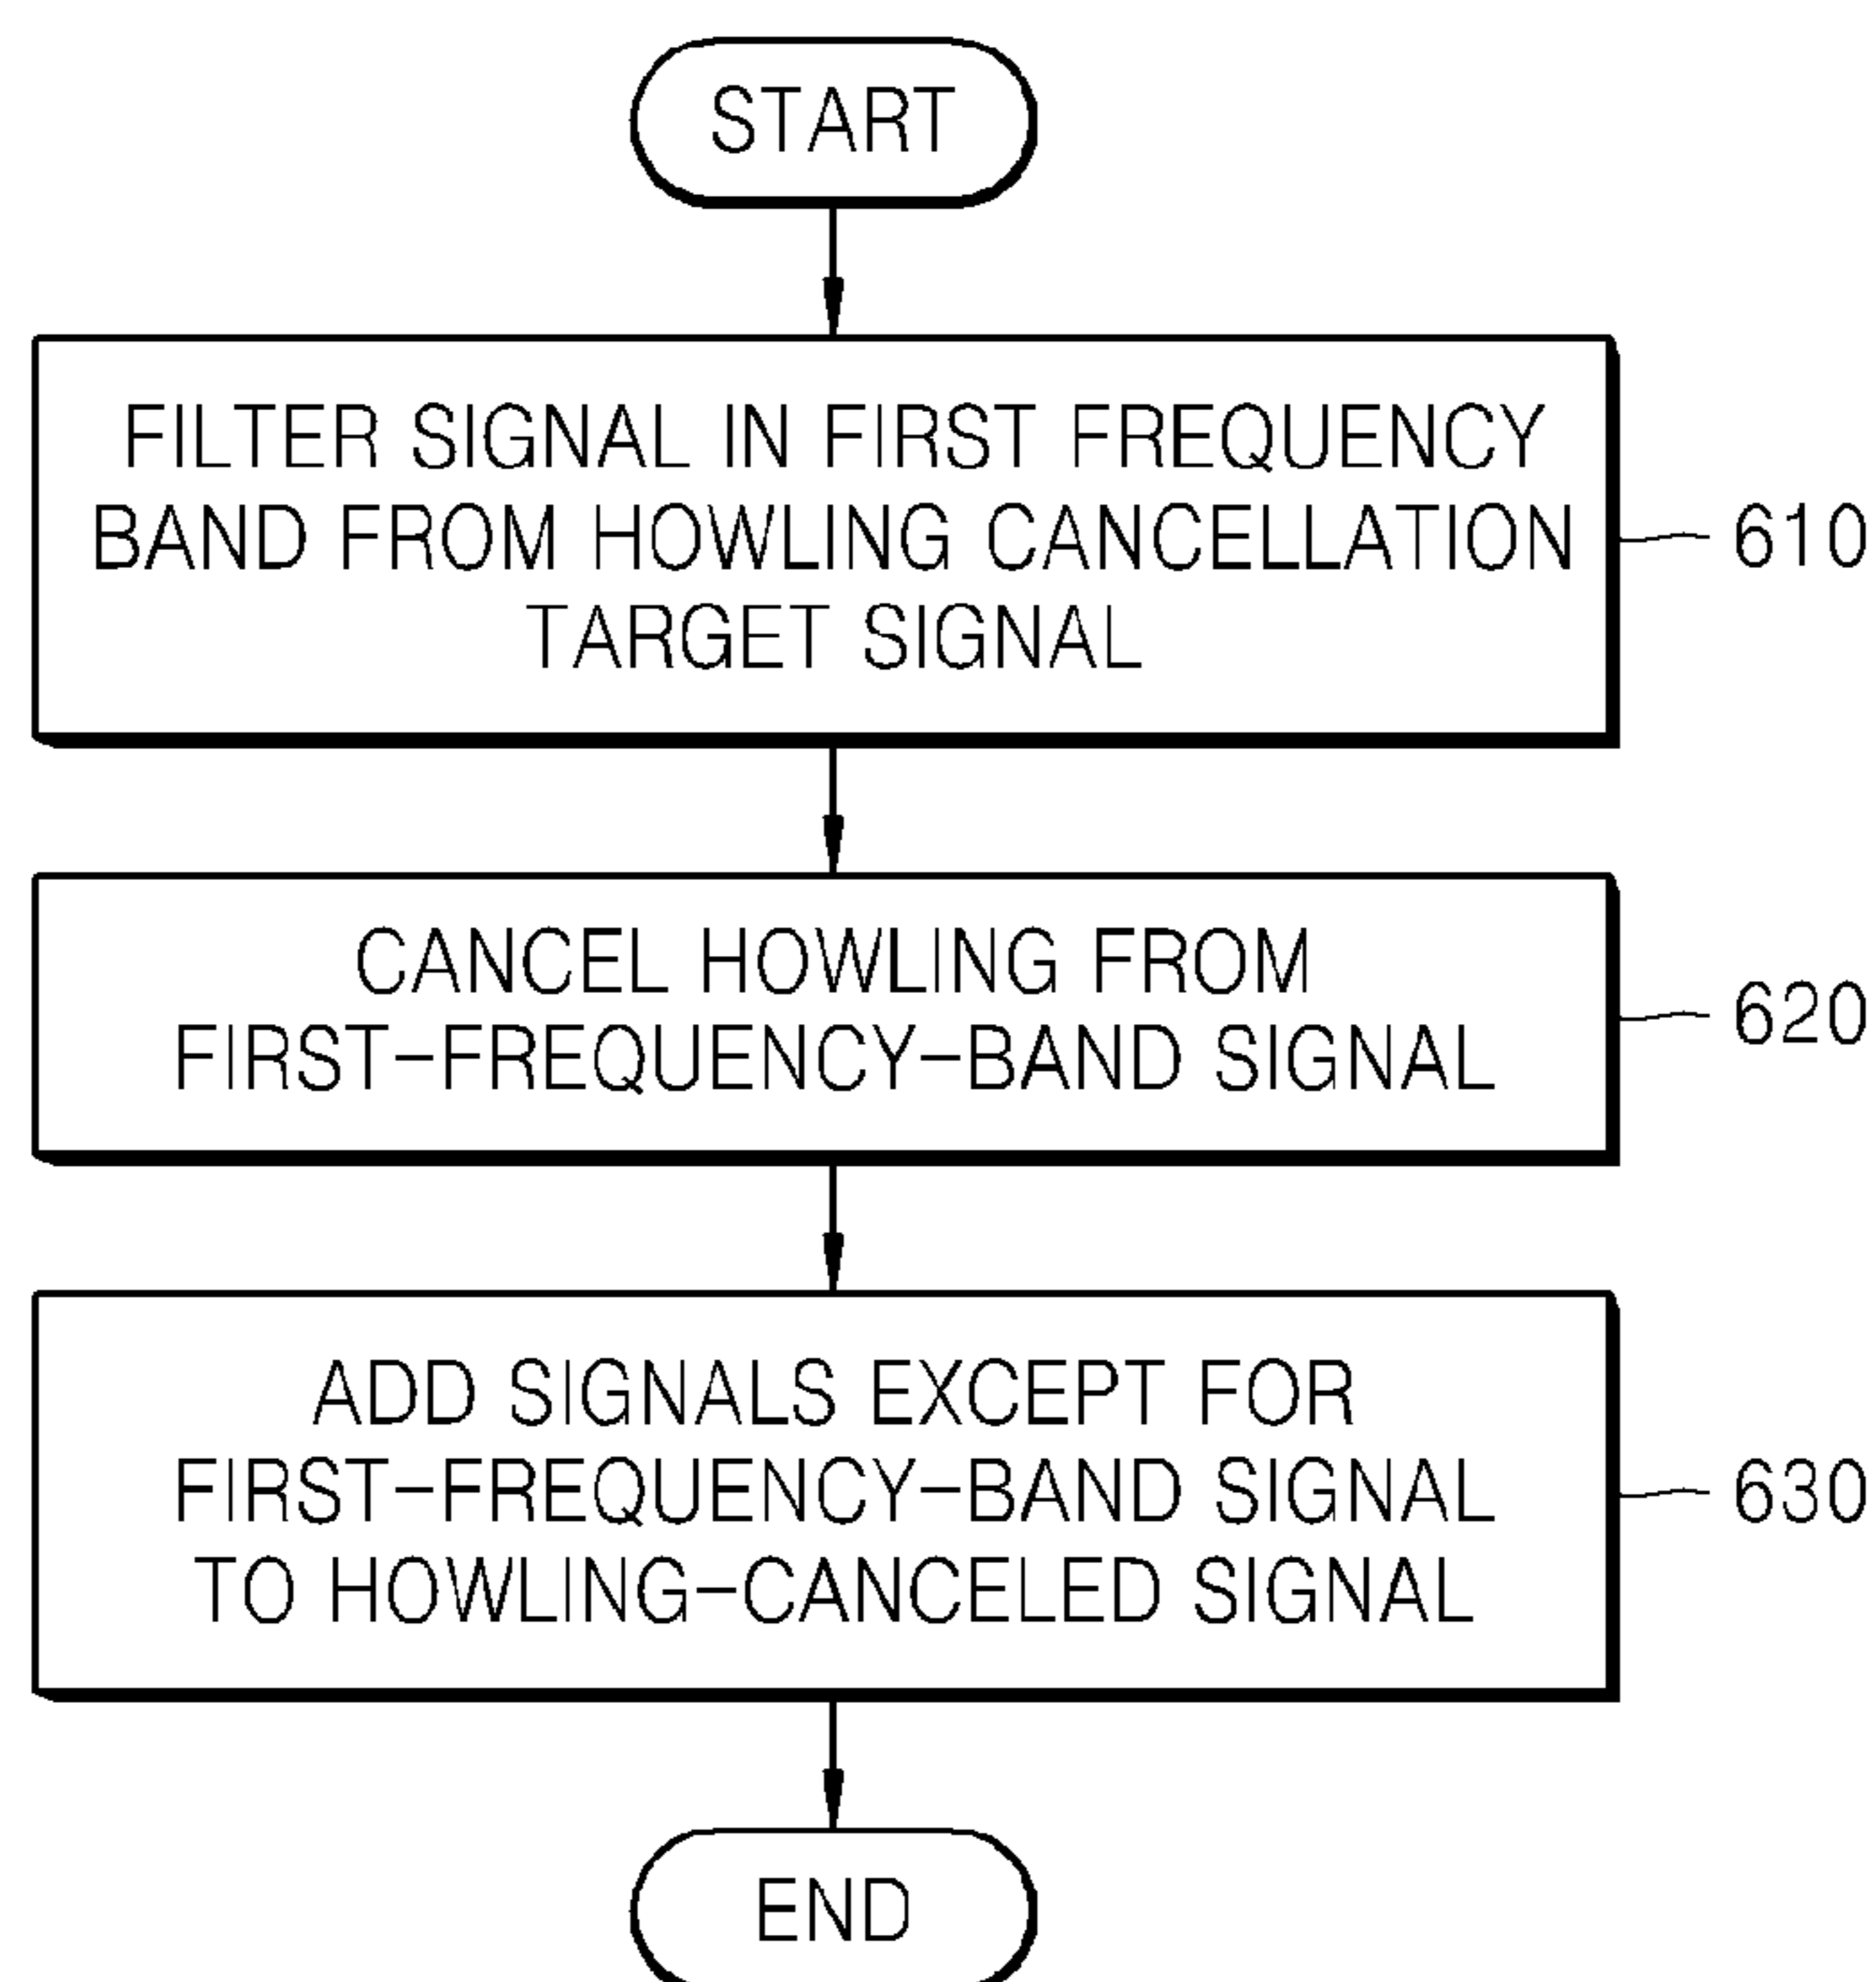 START
FILTER SIGNAL IN FIRST FREQUENCY
BAND FROM HOWLING CANCELLATION
TARGET SIGNAL
610
CANCEL HOWLING FROM
FIRST-FREQUENCY-BAND SIGNAL
620
ADD SIGNALS EXCEPT FOR
FIRST-FREQUENCY-BAND SIGNAL
TO HOWLING-CANCELED SIGNAL
630
END